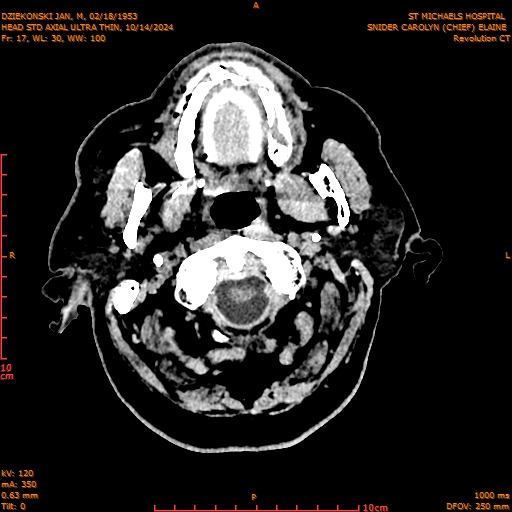 A
DZIEKONSKI JAN, M, 02/18/1953
HEAD STD AXIAL ULTRA THIN, 10/14/2024
Fr: 17, WL: 30, WW: 100
ST MICHAELS HOSPITAL
SNIDER CAROLYN (CHIEF) ELAINE
Revolution CT
R
L
10
cm
kV: 120
mA: 350
0.63 mm
Tilt: 0
P
10cm
1000 ms
DFOV: 250 mm